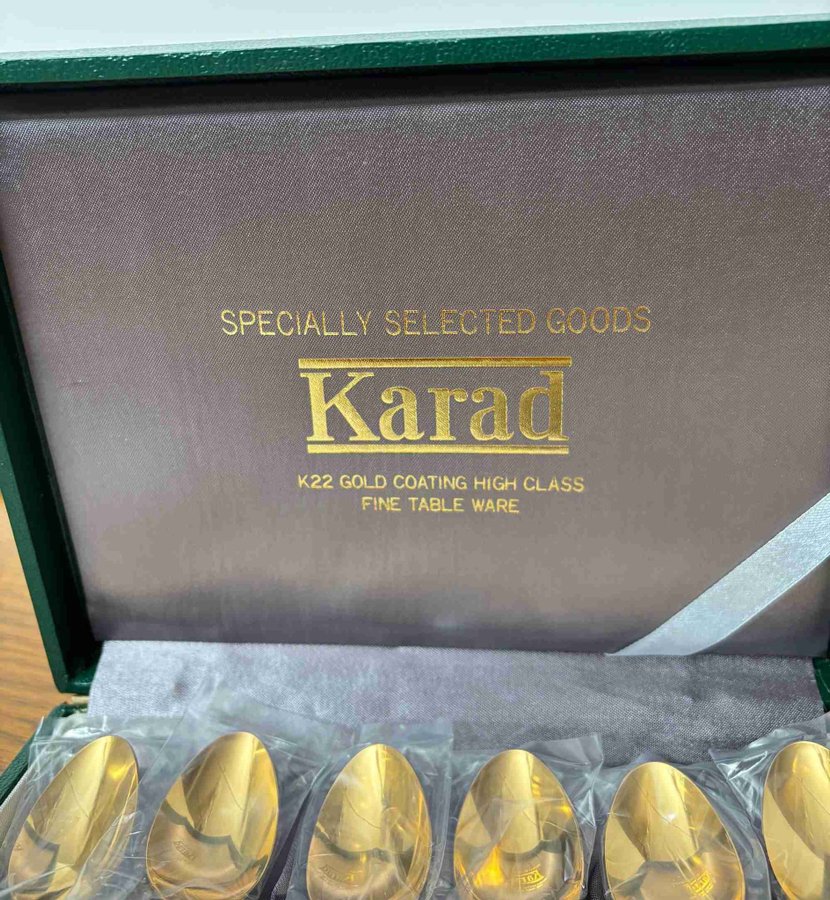 SPECIALLY SELECTED GOODS
Karad
K22 GOLD COATING HIGH CLASS
FINE TABLE WARE